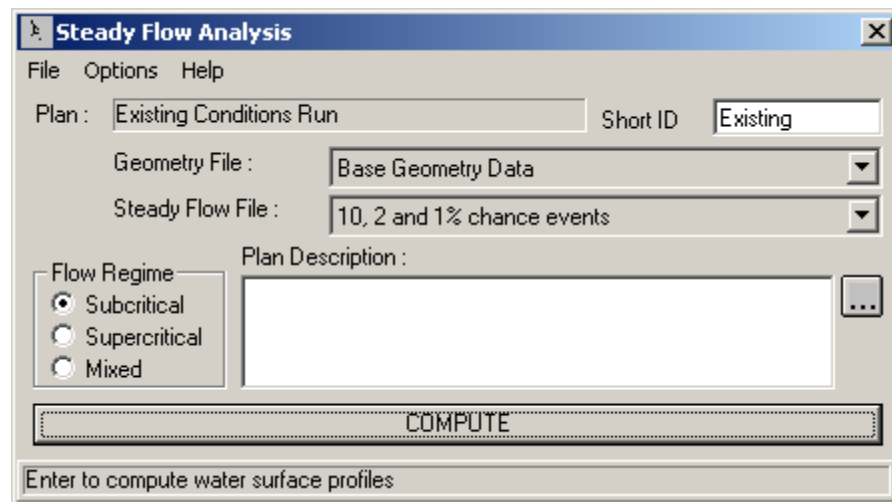 Steady Flow Analysis
File Options Help
Plan : Existing Conditions Run Short ID Existing
Geometry File : Base Geometry Data
Steady Flow File : 10, 2 and 1% chance events
Plan Description :
Flow Regime
Subcritical
Supercritical
Mixed
...
COMPUTE
Enter to compute water surface profiles